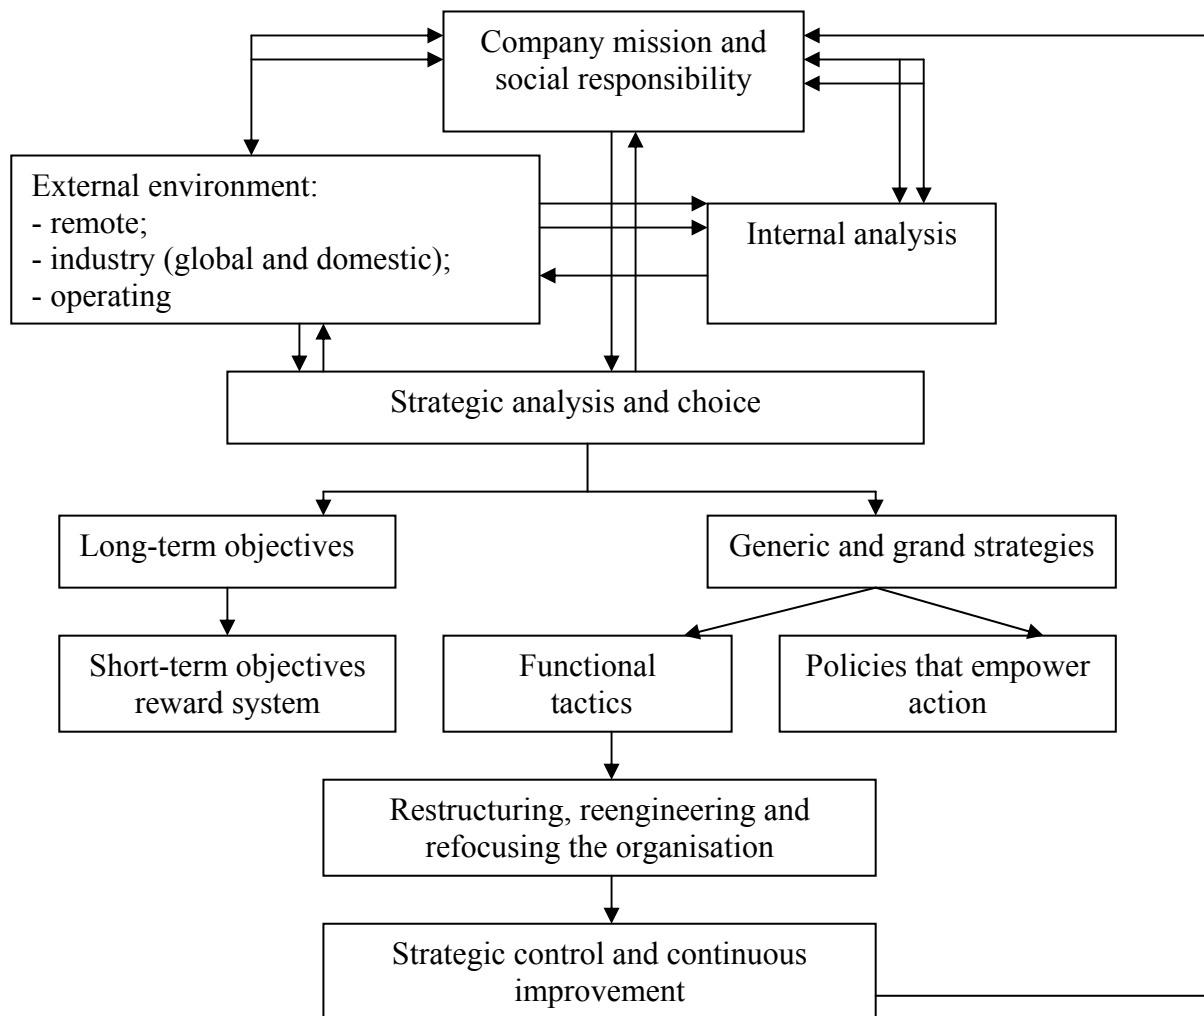 Company mission and
social responsibility
External environment:
- remote;
- industry (global and domestic);
- operating
Internal analysis
Strategic analysis and choice
Long-term objectives
Generic and grand strategies
Short-term objectives
reward system
Functional
tactics
Policies that empower
action
Restructuring, reengineering and
refocusing the organisation
Strategic control and continuous
improvement